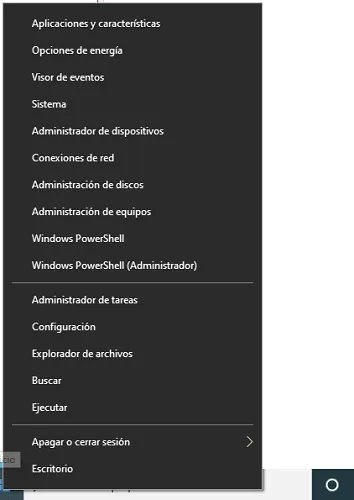 Aplicaciones y características
Opciones de energía
Visor de eventos
Sistema
Administrador de dispositivos
Conexiones de red
Administración de discos
Administración de equipos
Windows PowerShell
Windows PowerShell (Administrador)
Administrador de tareas
Configuración
Explorador de archivos
Buscar
Ejecutar
Apagar o cerrar sesión
Escritorio